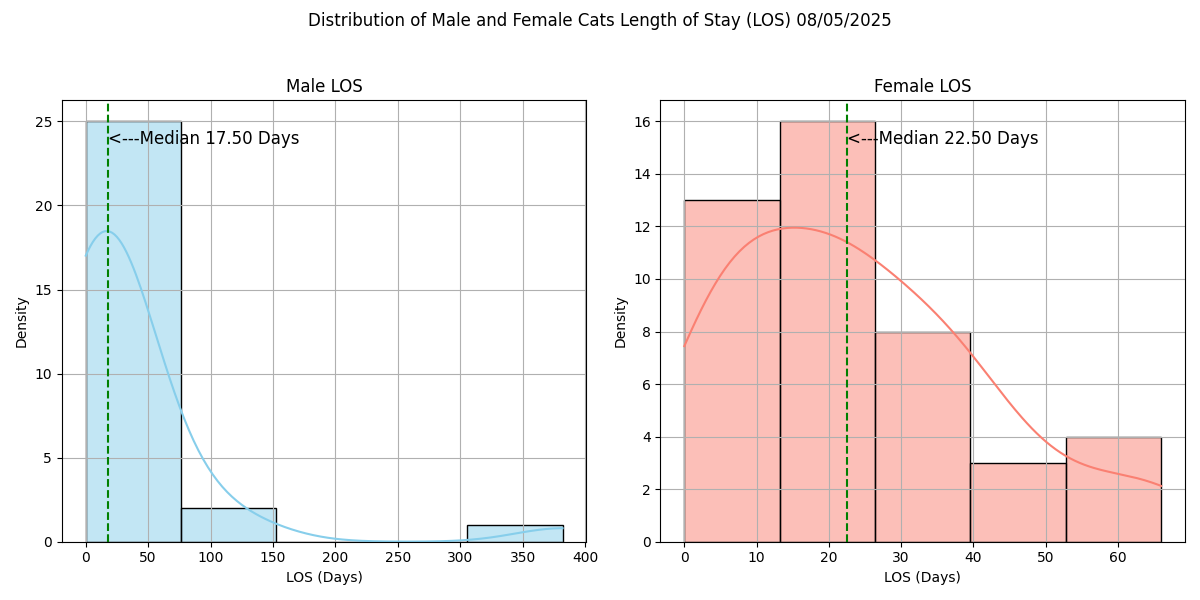 Distribution of Male and Female Cats Length of Stay (LOS) 08/05/2025
Male LOS
25
20
15
10
5
0
Density
<---Median 17.50 Days
0 50 100 150 200 250 300 350 400
LOS (Days)
Female LOS
16
14
12
10
8
6
4
2
0
Density
<---Median 22.50 Days
0 10 20 30 40 50 60
LOS (Days)